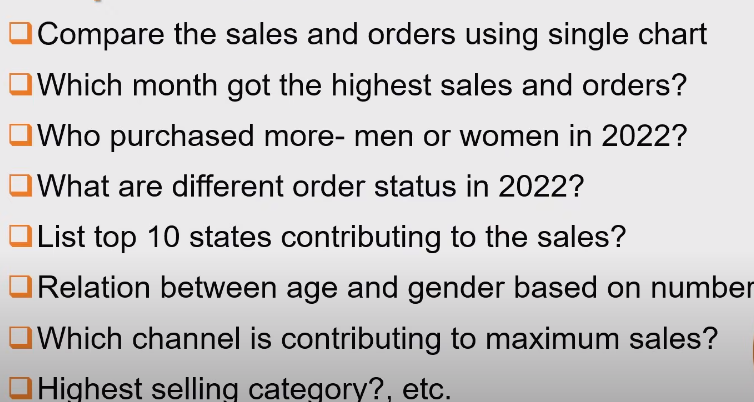 Compare the sales and orders using single chart
Which month got the highest sales and orders?
Who purchased more- men or women in 2022?
What are different order status in 2022?
List top 10 states contributing to the sales?
Relation between age and gender based on number
Which channel is contributing to maximum sales?
Highest selling category?, etc.